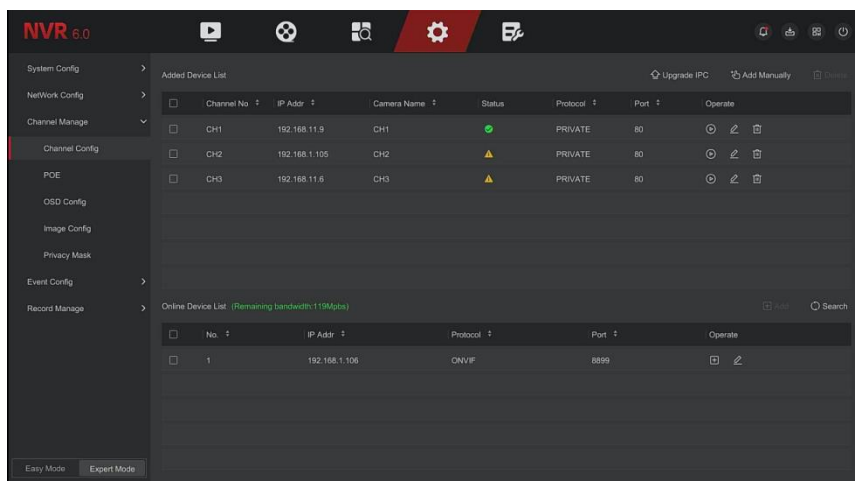 NVR 6.0
System Config
NetWork Config
Channel Manage
Channel Config
POE
OSD Config
Image Config
Privacy Mask
Event Config
Record Manage
Easy Mode Expert Mode
Added Device List Upgrade IPC Add Manually Delete
Channel No IP Addr Camera Name Status Protocol Port Operate
CH1 192.168.11.9 CH1 PRIVATE 80
CH2 192.168.1.105 CH2 PRIVATE 80
CH3 192.168.11.6 CH3 PRIVATE 80
Online Device List (Remaining bandwidth:119Mpbs) Add Search
No. IP Addr Protocol Port Operate
1 192.168.1.106 ONVIF 8899